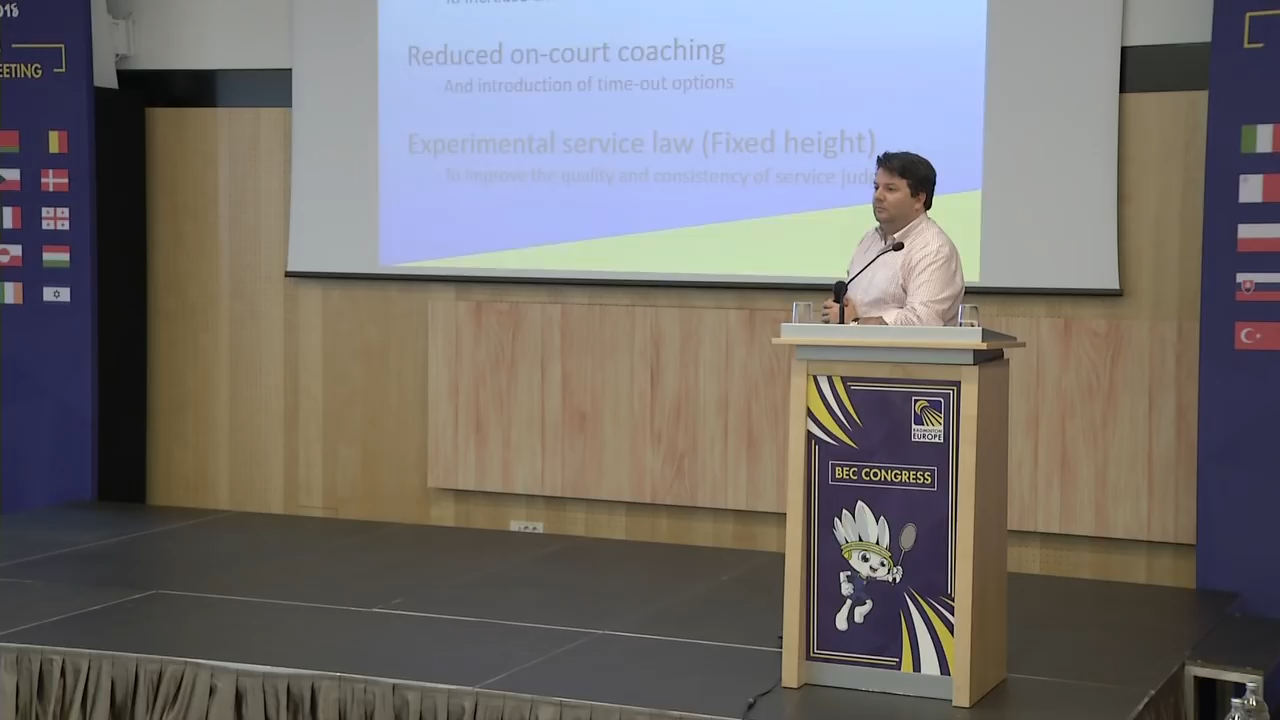 2018
EETING
Reduced on-court coaching
And introduction of time-out options
Experimental service law (Fixed height)
To improve the quality and consistency of service
BADMINTON
EUROPE
BEC CONGRESS